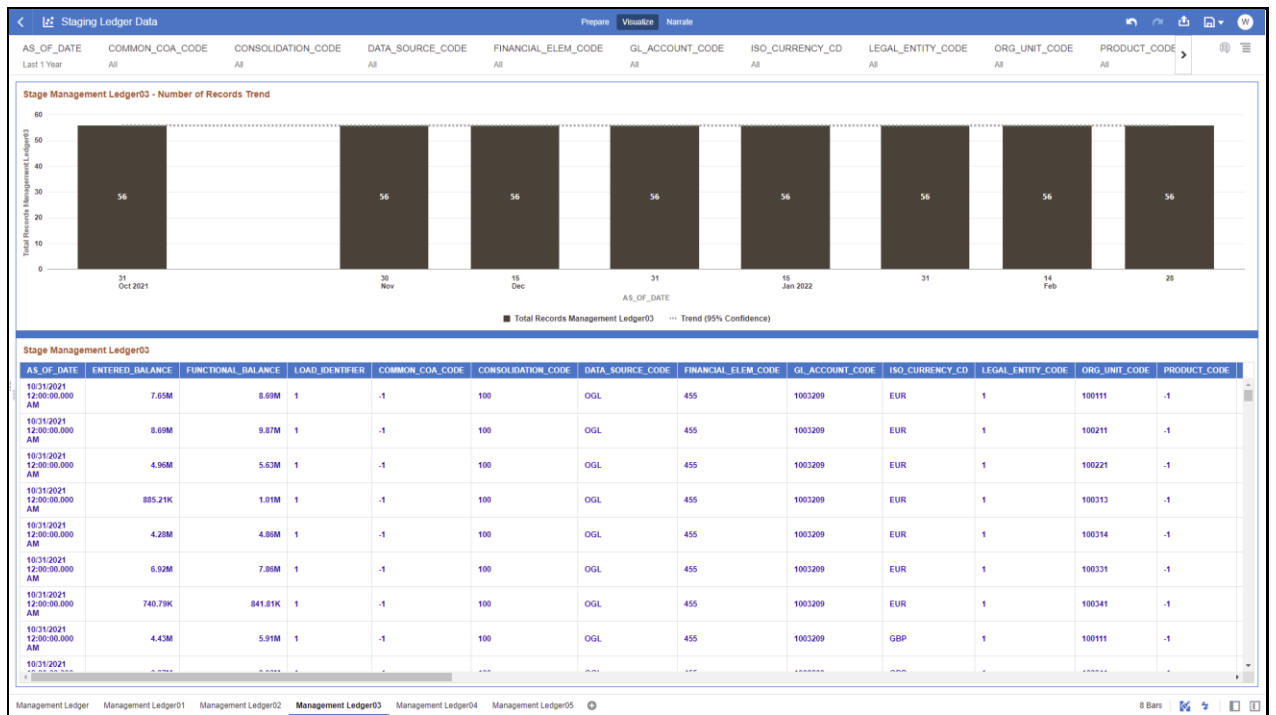 Staging Ledger Data
Prepare Visualize Narrate
W
AS_OF_DATE COMMON_COA_CODE CONSOLIDATION_CODE DATA_SOURCE_CODE FINANCIAL_ELEM_CODE GL_ACCOUNT_CODE ISO_CURRENCY_CD LEGAL_ENTITY_CODE ORG_UNIT_CODE PRODUCT_CODE
Last 1 Year All All All All All All All All All
Stage Management Ledger03 - Number of Records Trend
Total Records Management Ledger03
60
50
40
30
20
10
0
56 56 56 56 56 56 56 56
31 30 15 31 15 31 14 28
Oct 2021 Nov Dec Jan 2022 Feb
AS_OF_DATE
Total Records Management Ledger03 Trend (95% Confidence)
Stage Management Ledger03
AS_OF_DATE ENTERED_BALANCE FUNCTIONAL_BALANCE LOAD_IDENTIFIER COMMON_COA_CODE CONSOLIDATION_CODE DATA_SOURCE_CODE FINANCIAL_ELEM_CODE GL_ACCOUNT_CODE ISO_CURRENCY_CD LEGAL_ENTITY_CODE ORG_UNIT_CODE PRODUCT_CODE
10/31/2021
12:00:00.000 7.65M 8.69M 1 -1 100 OGL 455 1003209 EUR 1 100111 -1
AM
10/31/2021
12:00:00.000 8.69M 9.87M 1 -1 100 OGL 455 1003209 EUR 1 100211 -1
AM
10/31/2021
12:00:00.000 4.96M 5.63M 1 -1 100 OGL 455 1003209 EUR 1 100221 -1
AM
10/31/2021
12:00:00.000 885.21K 1.01M 1 -1 100 OGL 455 1003209 EUR 1 100313 -1
AM
10/31/2021
12:00:00.000 4.28M 4.86M 1 -1 100 OGL 455 1003209 EUR 1 100314 -1
AM
10/31/2021
12:00:00.000 6.92M 7.86M 1 -1 100 OGL 455 1003209 EUR 1 100331 -1
AM
10/31/2021
12:00:00.000 740.79K 841.81K 1 -1 100 OGL 455 1003209 EUR 1 100341 -1
AM
10/31/2021
12:00:00.000 4.43M 5.91M 1 -1 100 OGL 455 1003209 GBP 1 100111 -1
AM
10/31/2021
Management Ledger Management Ledger01 Management Ledger02 Management Ledger03 Management Ledger04 Management Ledger05 8 Bars